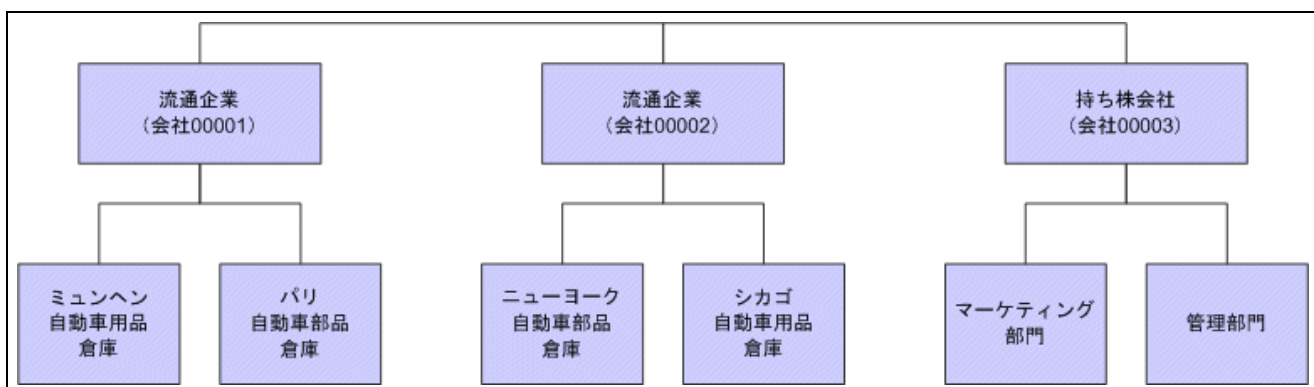 流通企業
（会社00001）
流通企業
（会社00002）
持ち株会社
（会社00003）
ミュンヘン
自動車用品
倉庫
パリ
自動車部品
倉庫
ニューヨーク
自動車部品
倉庫
シカゴ
自動車用品
倉庫
マーケティング
部門
管理部門